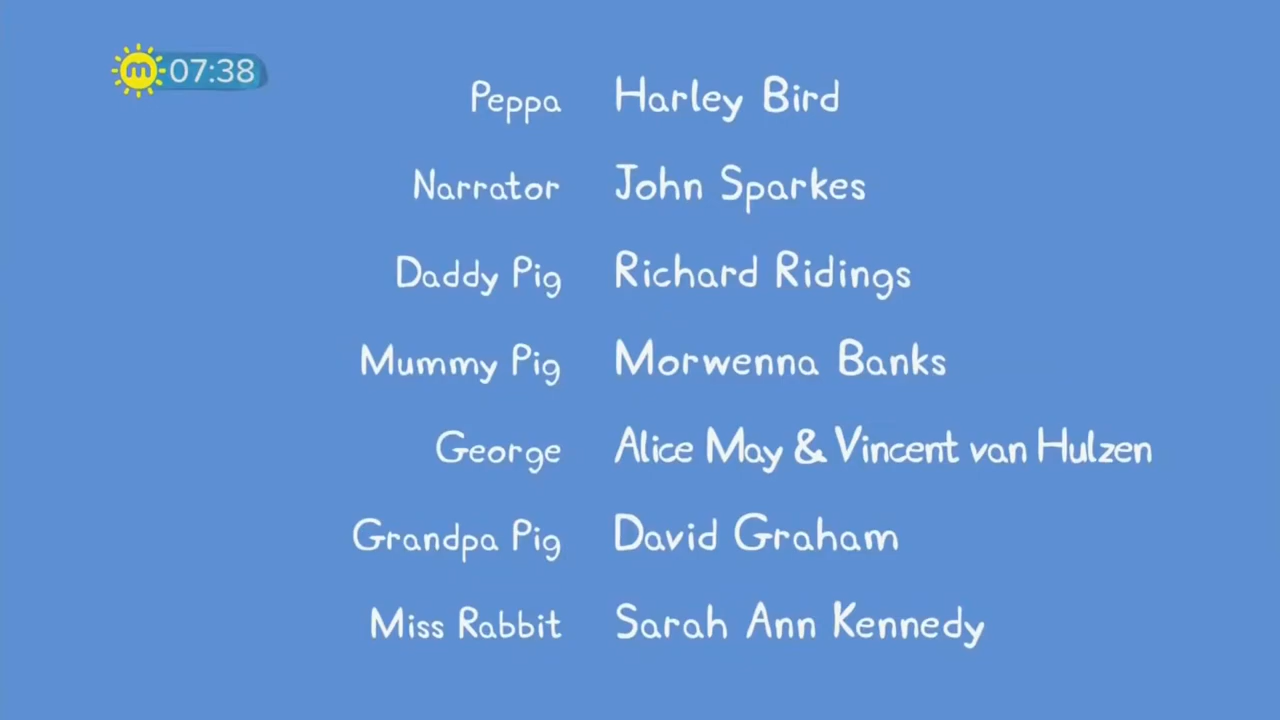 m 07:38
Peppa Harley Bird
Narrator John Sparkes
Daddy Pig Richard Ridings
Mummy Pig Morwenna Banks
George Alice May & Vincent van Hulzen
Grandpa Pig David Graham
Miss Rabbit Sarah Ann Kennedy